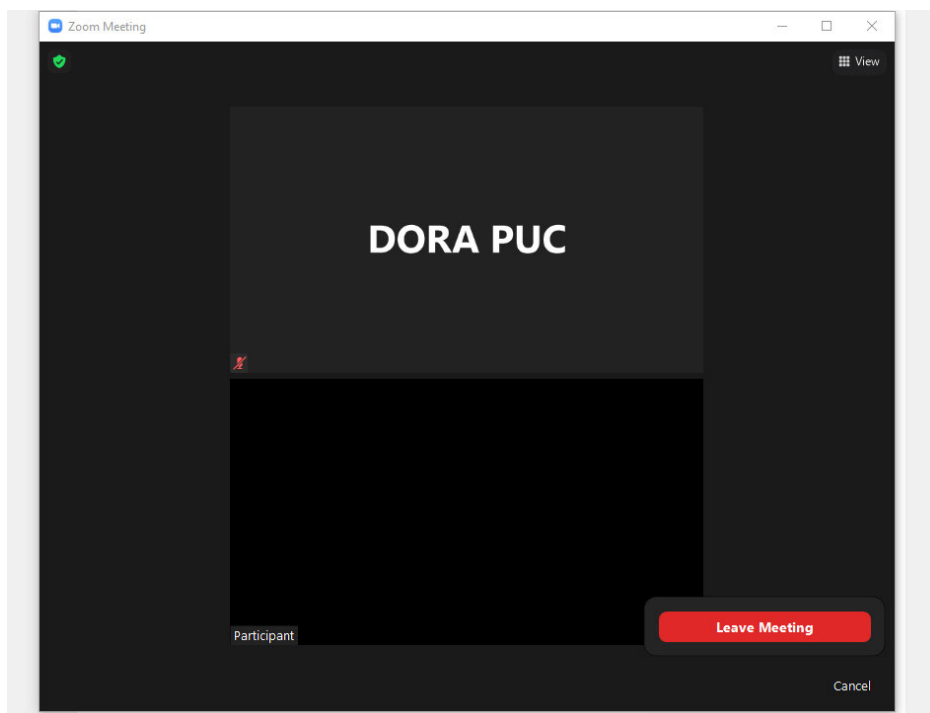 Zoom Meeting
View
DORA PUC
Participant
Leave Meeting
Cancel